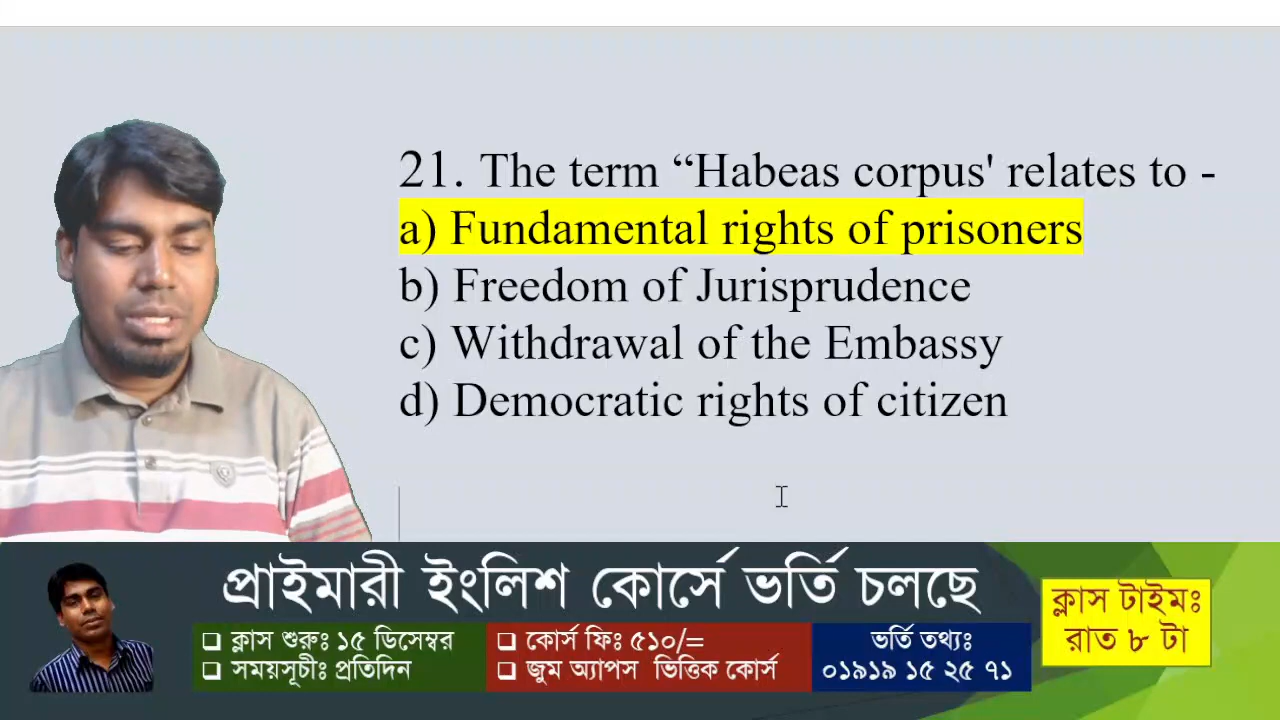 21. The term “Habeas corpus' relates to -
a) Fundamental rights of prisoners
b) Freedom of Jurisprudence
c) Withdrawal of the Embassy
d) Democratic rights of citizen
প্রাইমারী ইংলিশ কোর্সে ভর্তি চলছে
ক্লাস শুরুঃ ১৫ ডিসেম্বর
সময়সূচীঃ প্রতিদিন
কোর্স ফিঃ ৫১০/=
জুম অ্যাপস ভিত্তিক কোর্স
ভর্তি তথ্যঃ
০১৯১৯ ১৫ ২৫ ৭১
ক্লাস টাইমঃ
রাত ৮ টা